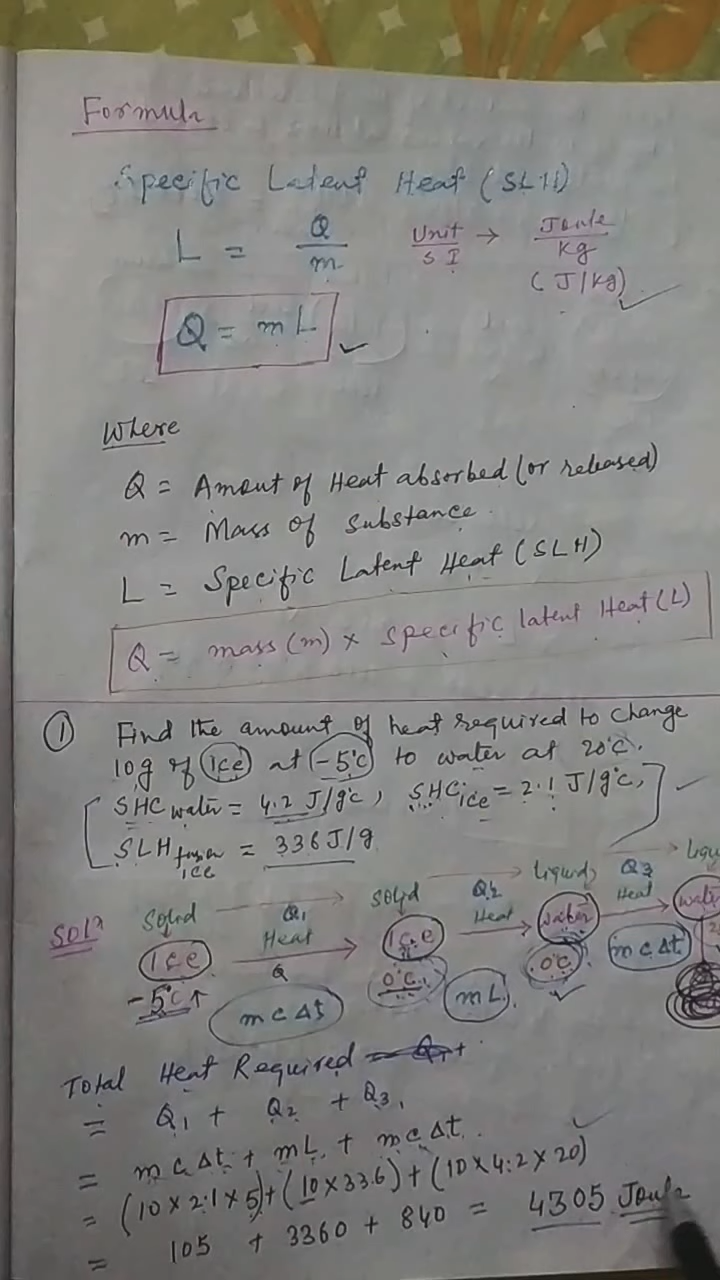 Formula
Specific Latent Heat (SLH)
L = Q/m Unit/SI → Joule/Kg
(J/Kg)
Q = mL
Where
Q = Amout of Heat absorbed (or released)
m = Mass of Substance
L = Specific Latent Heat (SLH)
Q = mass (m) × specific latent Heat (L)
① Find the amount of heat required to change
10g of ice at -5°C to water at 20°C.
SHC water = 4.2 J/g°C, SHC ice = 2.1 J/g°C,
SLH fusion ice = 336 J/g
Solid Q1 Solid Q2 Liquid Q3 Liqu
Solⁿ Ice Heat Ice Heat water Heat wate
-5°C Q 0°C mL 0°C mcΔt
mcΔt
Total Heat Required = Q1+
= Q1 + Q2 + Q3
= mcΔt + mL + mcΔt
= (10×2.1×5)+(10×336)+(10×4.2×20)
= 105 + 3360 + 840 = 4305 Joule